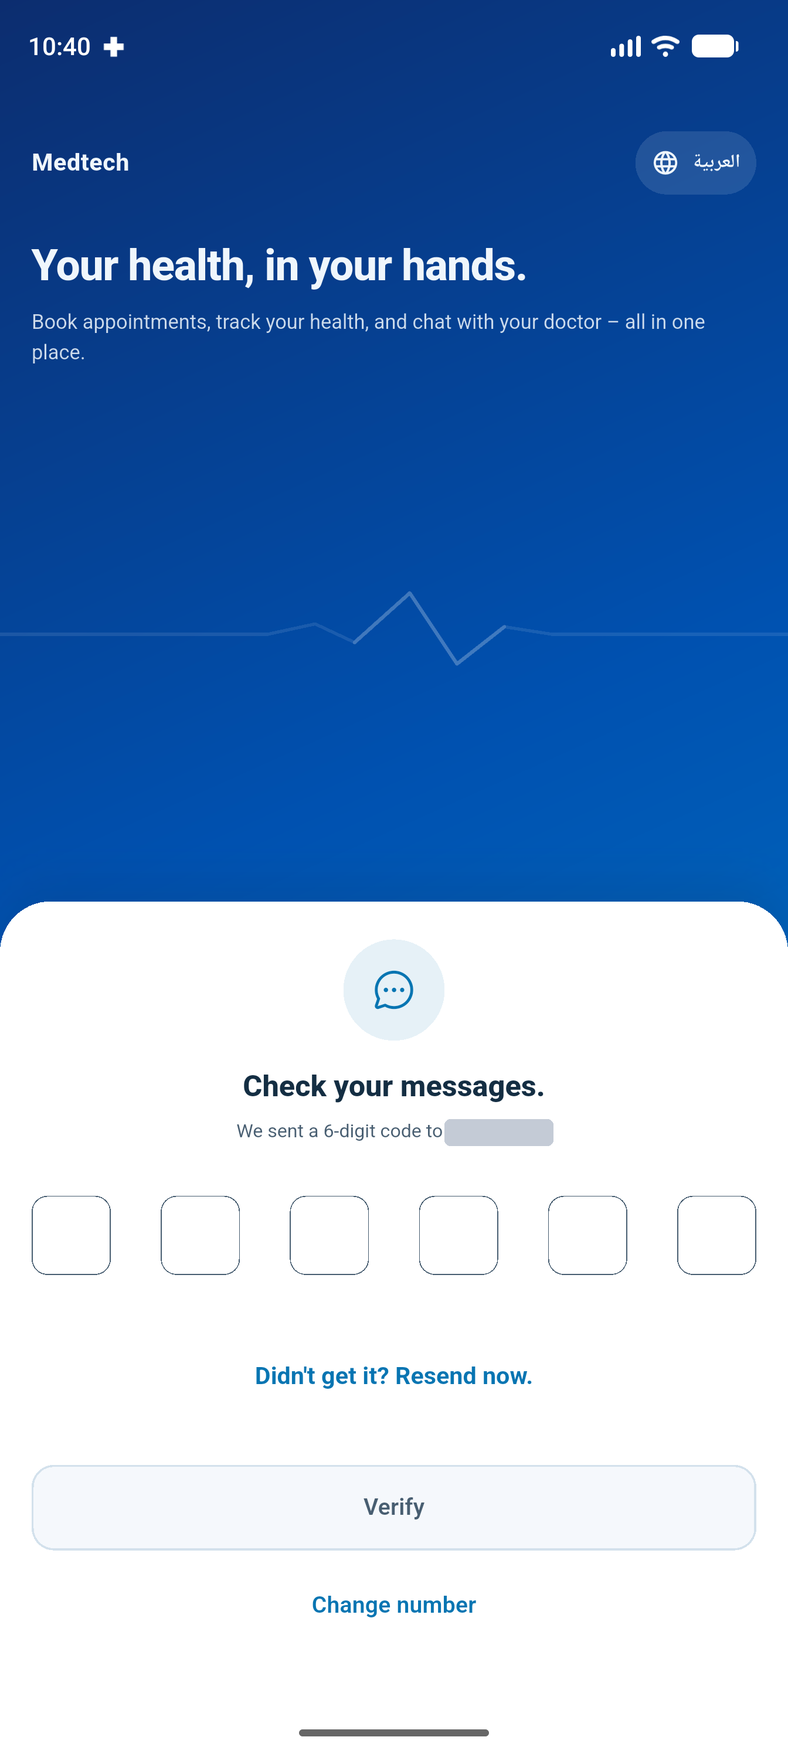 10:40
Medtech
العربية
Your health, in your hands.
Book appointments, track your health, and chat with your doctor – all in one
place.
Check your messages.
We sent a 6-digit code to
Didn't get it? Resend now.
Verify
Change number